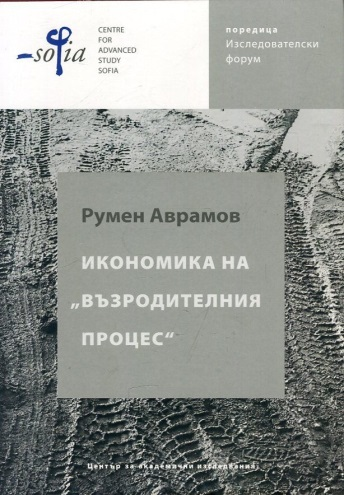 sofia
CENTRE
FOR
ADVANCED
STUDY
SOFIA
поредица
Изследователски
форум
Румен Аврамов
ИКОНОМИКА НА
„ВЪЗРОДИТЕЛНИЯ
ПРОЦЕС“
Център за академични изследвания